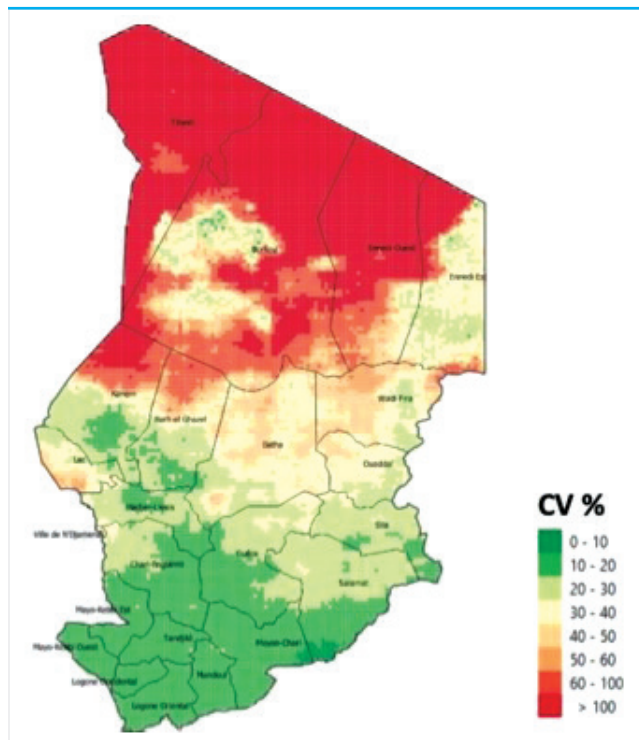 Tibesti
Borkou
Ennedi Ouest
Ennedi Est
Kanem
Barh el Ghazel
Wadi Fira
Batha
Lac
Ouaddai
Hadjer-Lamis
Ville de N'Djamena
Sila
Guéra
Chari-Baguirmi
Salamat
Mayo-Kebbi Est
Tandjilé
Moyen-Chari
Mayo-Kebbi Ouest
Mandoul
Logone Occidental
Logone Oriental
CV %
0 - 10
10 - 20
20 - 30
30 - 40
40 - 50
50 - 60
60 - 100
> 100